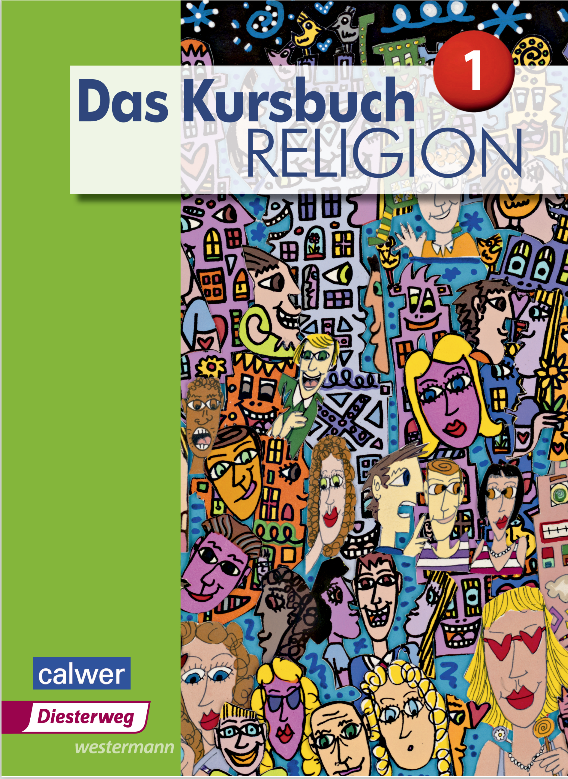 1
Das Kursbuch
RELIGION
calwer
Diesterweg
westermann